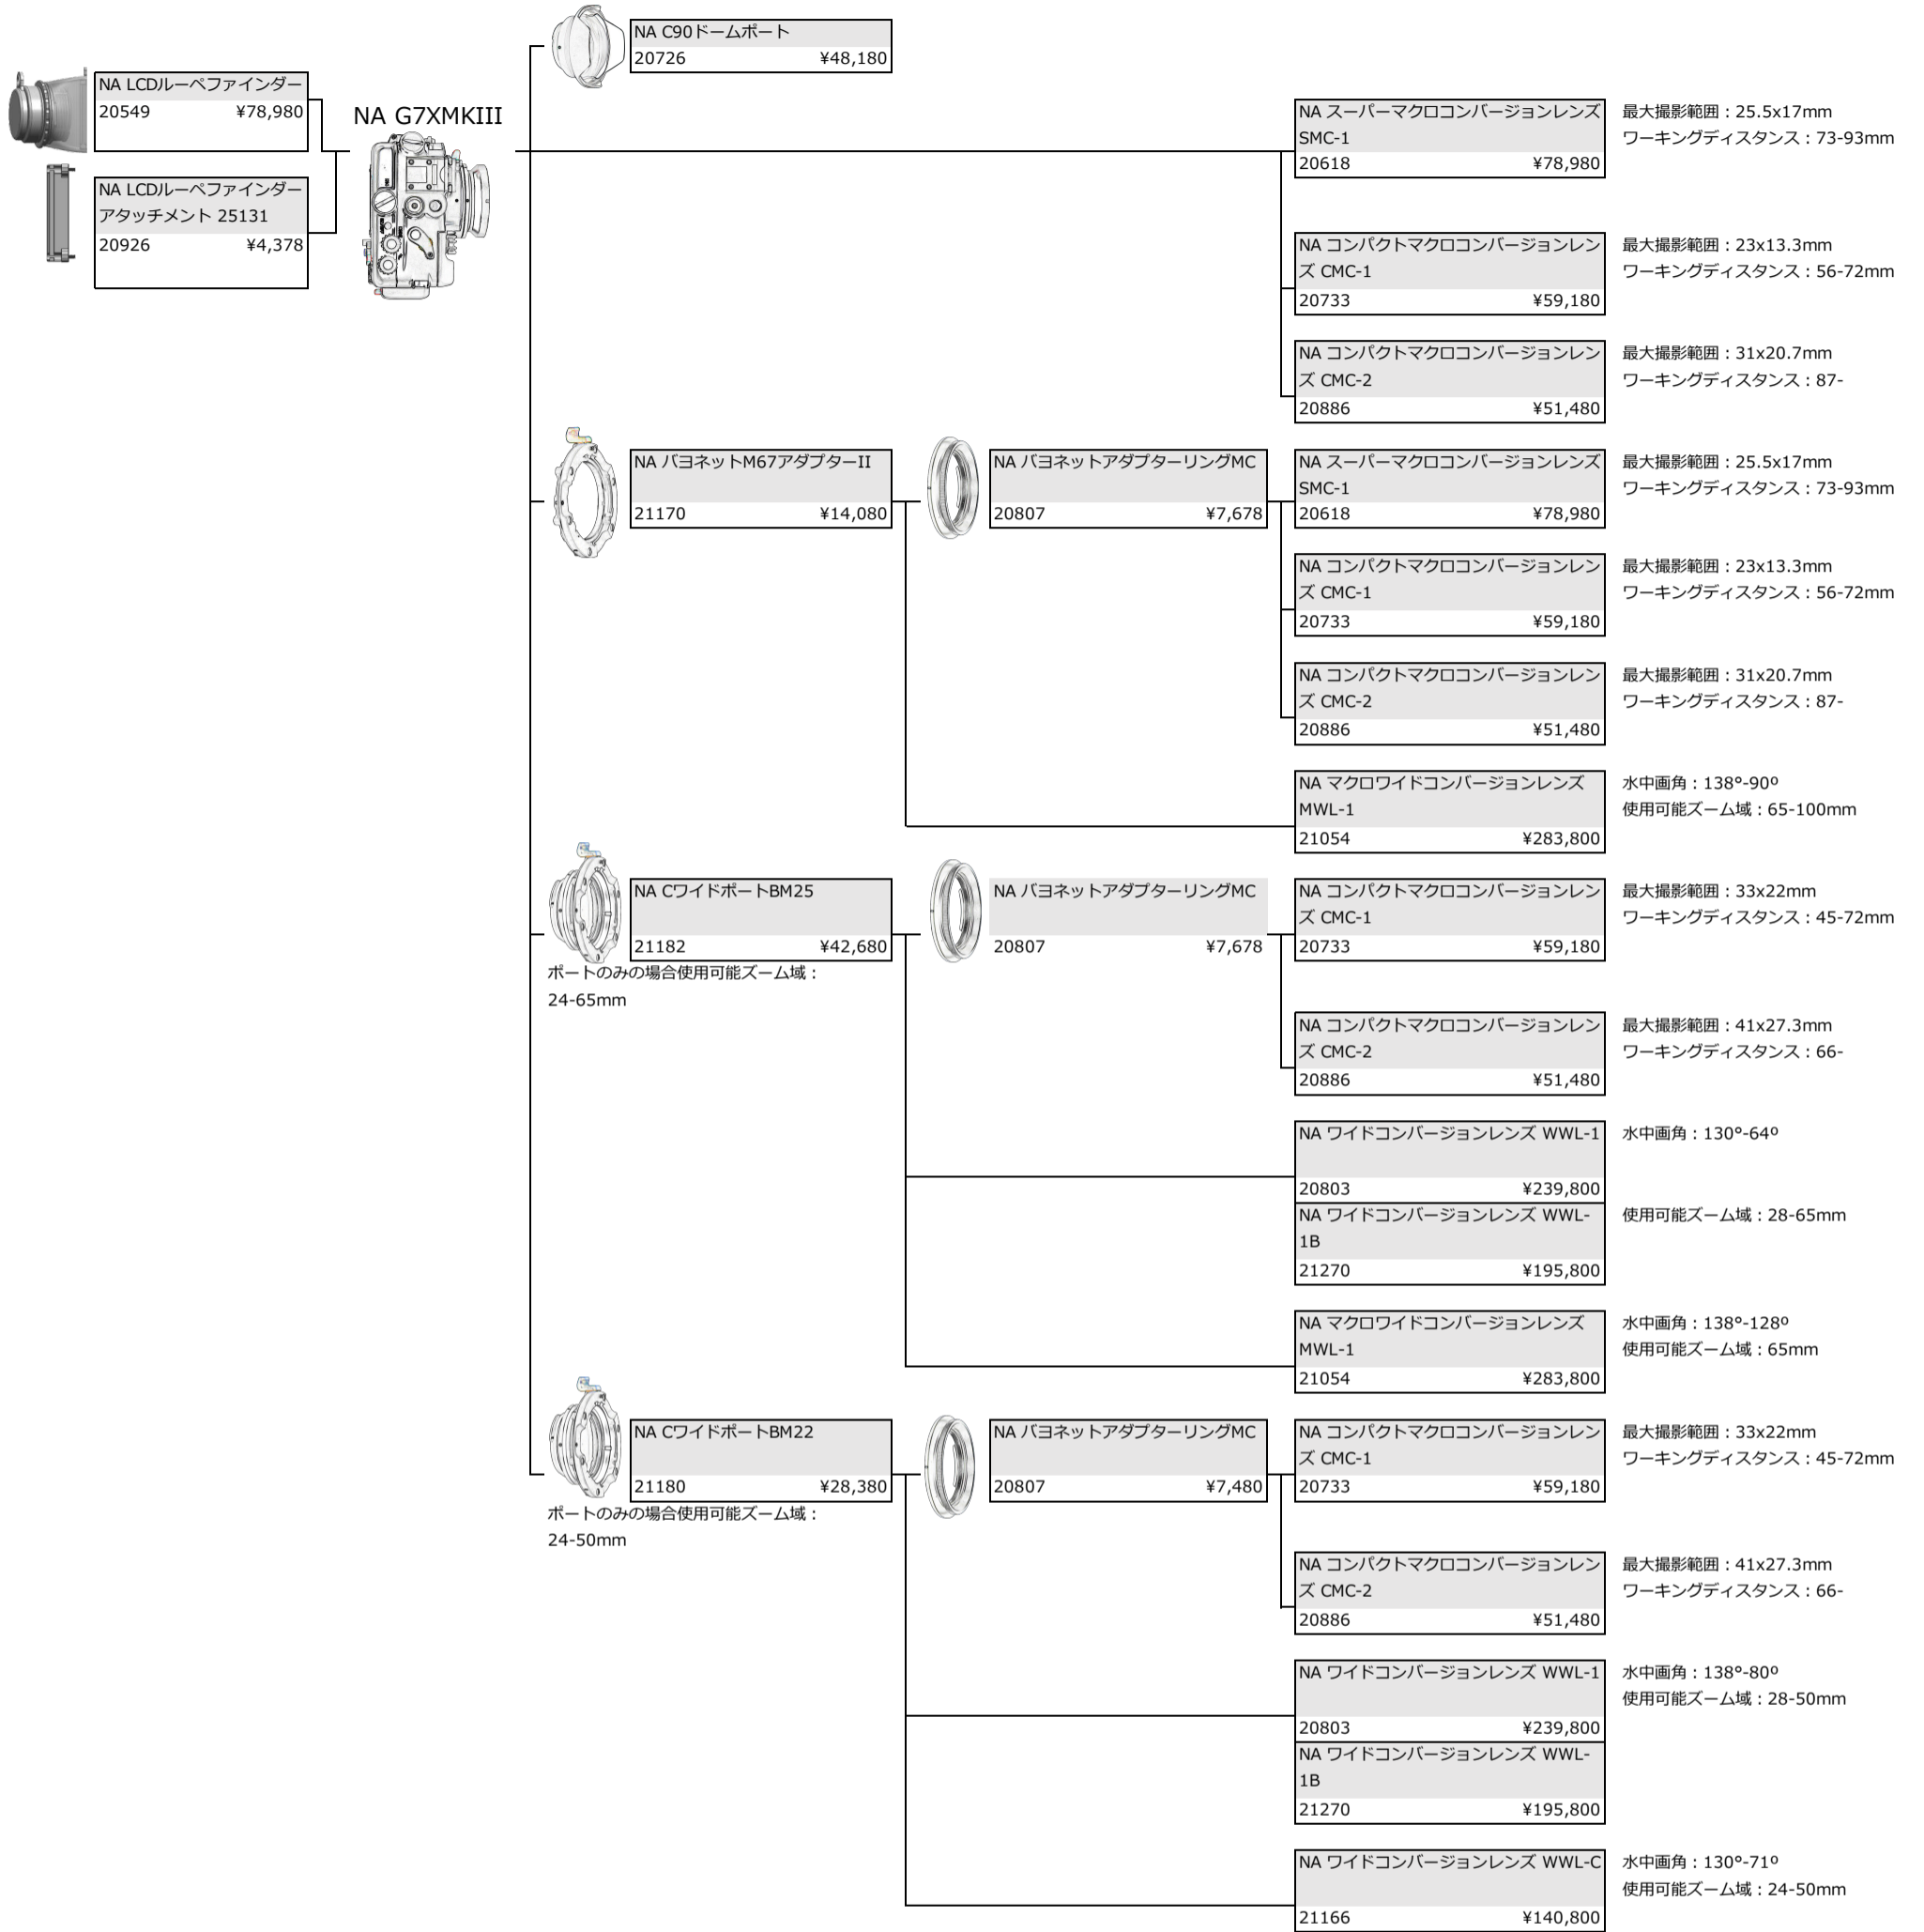 NA C90ドームポート
20726 ¥48,180
NA LCDルーペファインダー
20549 ¥78,980
NA LCDルーペファインダー
アタッチメント 25131
20926 ¥4,378
NA G7XMKIII
NA スーパーマクロコンバージョンレンズ
SMC-1
20618 ¥78,980
最大撮影範囲：25.5x17mm
ワーキングディスタンス：73-93mm
NA コンパクトマクロコンバージョンレン
ズ CMC-1
20733 ¥59,180
最大撮影範囲：23x13.3mm
ワーキングディスタンス：56-72mm
NA コンパクトマクロコンバージョンレン
ズ CMC-2
20886 ¥51,480
最大撮影範囲：31x20.7mm
ワーキングディスタンス：87-
NA バヨネットM67アダプターII
21170 ¥14,080
NA バヨネットアダプターリングMC
20807 ¥7,678
NA スーパーマクロコンバージョンレンズ
SMC-1
20618 ¥78,980
最大撮影範囲：25.5x17mm
ワーキングディスタンス：73-93mm
NA コンパクトマクロコンバージョンレン
ズ CMC-1
20733 ¥59,180
最大撮影範囲：23x13.3mm
ワーキングディスタンス：56-72mm
NA コンパクトマクロコンバージョンレン
ズ CMC-2
20886 ¥51,480
最大撮影範囲：31x20.7mm
ワーキングディスタンス：87-
NA マクロワイドコンバージョンレンズ
MWL-1
21054 ¥283,800
水中画角：138°-90º
使用可能ズーム域：65-100mm
NA CワイドポートBM25
21182 ¥42,680
ポートのみの場合使用可能ズーム域：
24-65mm
NA バヨネットアダプターリングMC
20807 ¥7,678
NA コンパクトマクロコンバージョンレン
ズ CMC-1
20733 ¥59,180
最大撮影範囲：33x22mm
ワーキングディスタンス：45-72mm
NA コンパクトマクロコンバージョンレン
ズ CMC-2
20886 ¥51,480
最大撮影範囲：41x27.3mm
ワーキングディスタンス：66-
NA ワイドコンバージョンレンズ WWL-1
20803 ¥239,800
水中画角：130°-64º
NA ワイドコンバージョンレンズ WWL-
1B
21270 ¥195,800
使用可能ズーム域：28-65mm
NA マクロワイドコンバージョンレンズ
MWL-1
21054 ¥283,800
水中画角：138°-128º
使用可能ズーム域：65mm
NA CワイドポートBM22
21180 ¥28,380
ポートのみの場合使用可能ズーム域：
24-50mm
NA バヨネットアダプターリングMC
20807 ¥7,480
NA コンパクトマクロコンバージョンレン
ズ CMC-1
20733 ¥59,180
最大撮影範囲：33x22mm
ワーキングディスタンス：45-72mm
NA コンパクトマクロコンバージョンレン
ズ CMC-2
20886 ¥51,480
最大撮影範囲：41x27.3mm
ワーキングディスタンス：66-
NA ワイドコンバージョンレンズ WWL-1
20803 ¥239,800
水中画角：138°-80º
使用可能ズーム域：28-50mm
NA ワイドコンバージョンレンズ WWL-
1B
21270 ¥195,800
NA ワイドコンバージョンレンズ WWL-C
21166 ¥140,800
水中画角：130°-71º
使用可能ズーム域：24-50mm